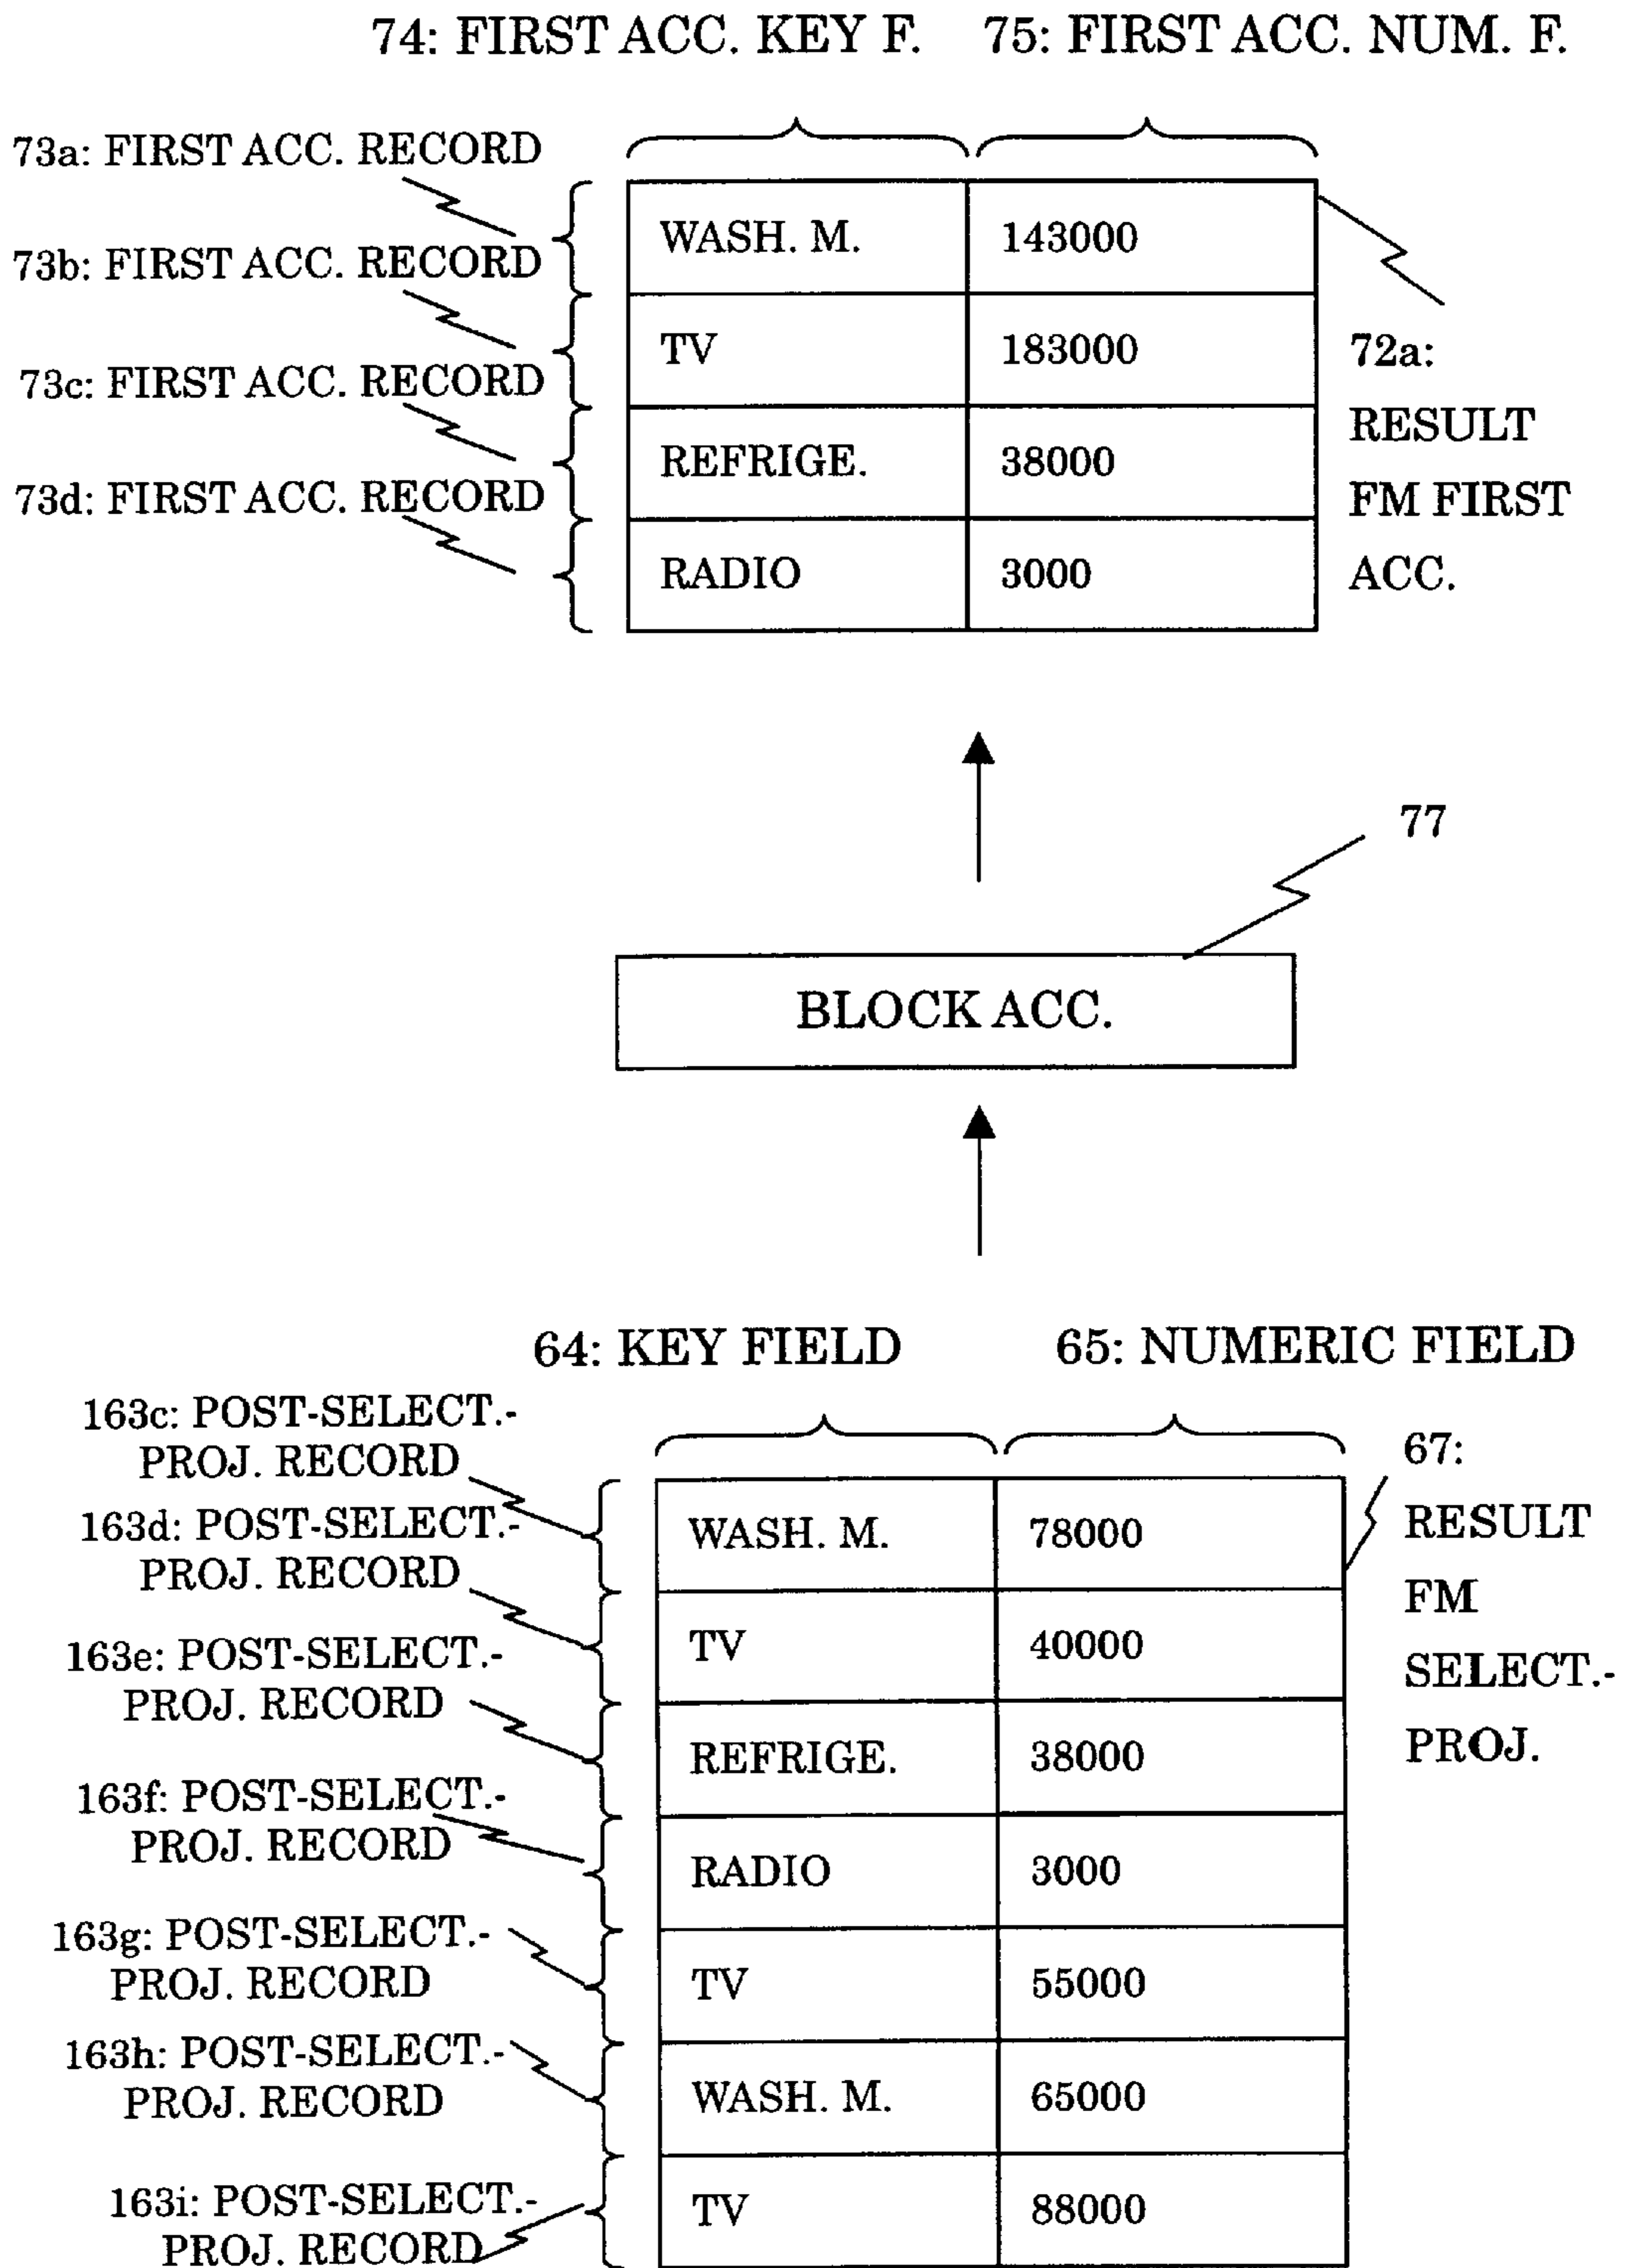 74: FIRST ACC. KEY F. 75: FIRST ACC. NUM. F.
73a: FIRST ACC. RECORD
WASH. M. 143000
73b: FIRST ACC. RECORD
TV 183000
73c: FIRST ACC. RECORD
REFRIGE. 38000
73d: FIRST ACC. RECORD
RADIO 3000
72a:
RESULT
FM FIRST
ACC.
77
BLOCK ACC.
64: KEY FIELD 65: NUMERIC FIELD
163c: POST-SELECT.-
PROJ. RECORD
WASH. M. 78000
163d: POST-SELECT.-
PROJ. RECORD
TV 40000
163e: POST-SELECT.-
PROJ. RECORD
REFRIGE. 38000
163f: POST-SELECT.-
PROJ. RECORD
RADIO 3000
163g: POST-SELECT.-
PROJ. RECORD
TV 55000
163h: POST-SELECT.-
PROJ. RECORD
WASH. M. 65000
163i: POST-SELECT.-
PROJ. RECORD
TV 88000
67:
RESULT
FM
SELECT.-
PROJ.